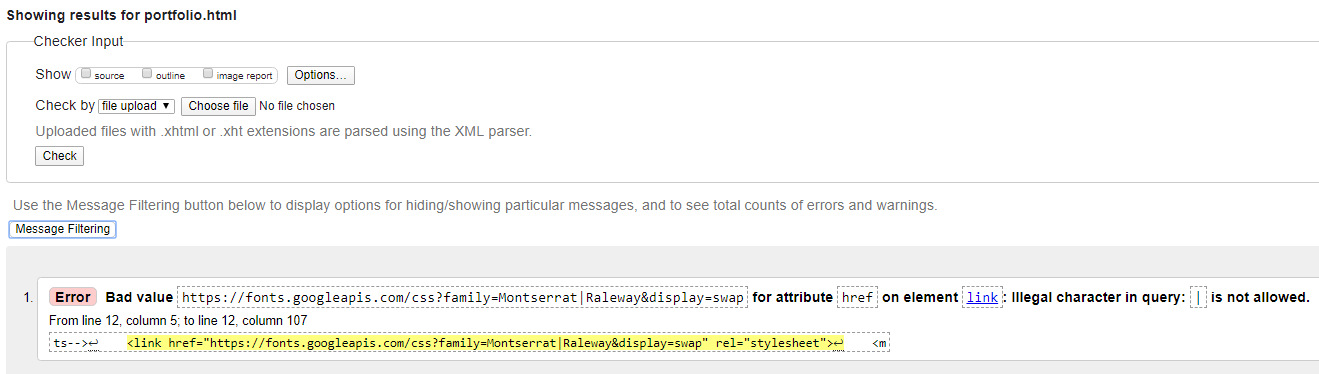 Showing results for portfolio.html
Checker Input
Show source outline image report Options...
Check by file upload ▼ Choose file No file chosen
Uploaded files with .xhtml or .xht extensions are parsed using the XML parser.
Check
Use the Message Filtering button below to display options for hiding/showing particular messages, and to see total counts of errors and warnings.
Message Filtering
1. Error Bad value https://fonts.googleapis.com/css?family=Montserrat|Raleway&display=swap for attribute href on element link: Illegal character in query: | is not allowed.
From line 12, column 5; to line 12, column 107
ts-->↩    <link href="https://fonts.googleapis.com/css?family=Montserrat|Raleway&display=swap" rel="stylesheet">↩    <m